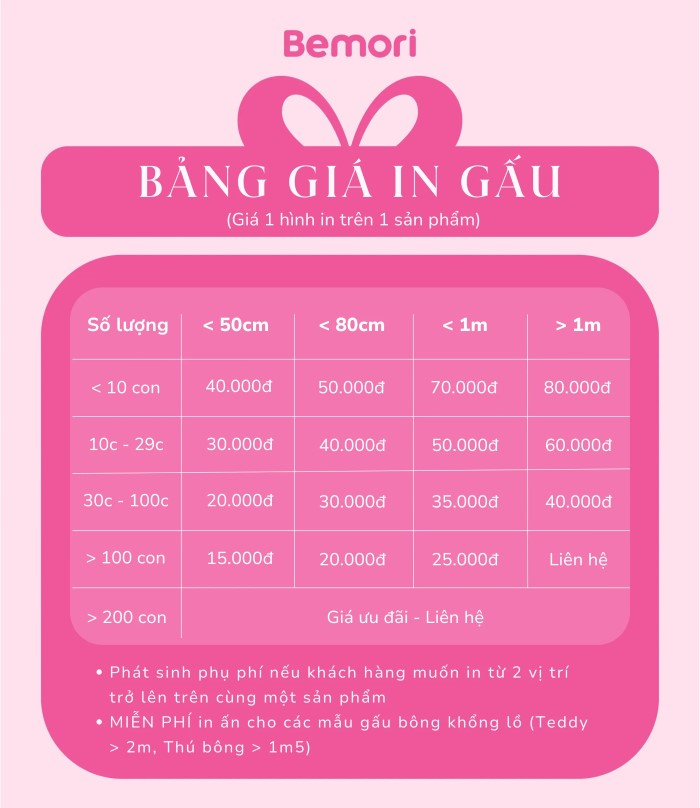 Bemori
BẢNG GIÁ IN GẤU
(Giá 1 hình in trên 1 sản phẩm)
Số lượng < 50cm < 80cm < 1m > 1m
< 10 con 40.000đ 50.000đ 70.000đ 80.000đ
10c - 29c 30.000đ 40.000đ 50.000đ 60.000đ
30c - 100c 20.000đ 30.000đ 35.000đ 40.000đ
> 100 con 15.000đ 20.000đ 25.000đ Liên hệ
> 200 con Giá ưu đãi - Liên hệ
• Phát sinh phụ phí nếu khách hàng muốn in từ 2 vị trí
trở lên trên cùng một sản phẩm
• MIỄN PHÍ in ấn cho các mẫu gấu bông khổng lồ (Teddy
> 2m, Thú bông > 1m5)